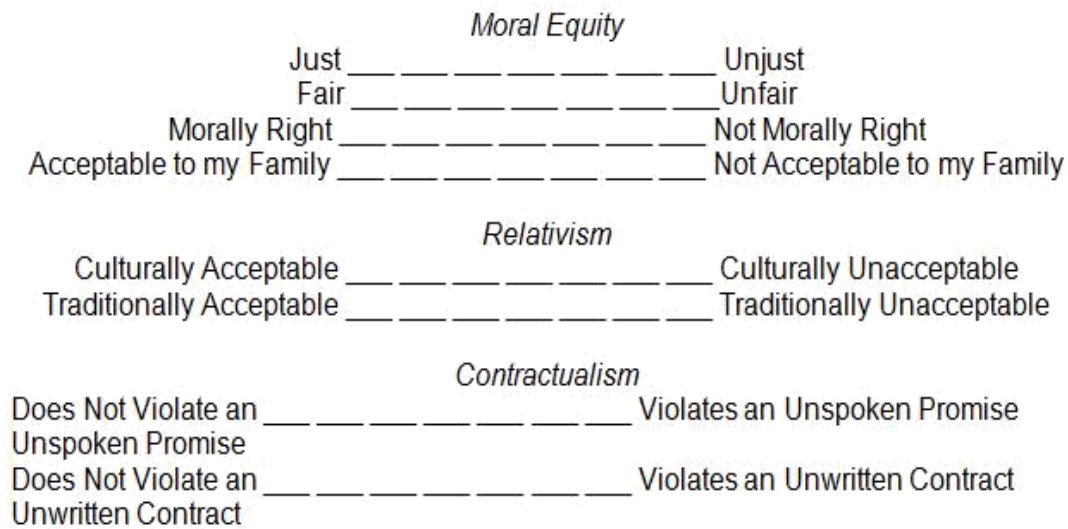 Moral Equity
Just ___ ___ ___ ___ ___ ___ ___ Unjust
Fair ___ ___ ___ ___ ___ ___ ___Unfair
Morally Right ___ ___ ___ ___ ___ ___ ___ Not Morally Right
Acceptable to my Family ___ ___ ___ ___ ___ ___ ___ Not Acceptable to my Family
Relativism
Culturally Acceptable ___ ___ ___ ___ ___ ___ ___ Culturally Unacceptable
Traditionally Acceptable ___ ___ ___ ___ ___ ___ ___ Traditionally Unacceptable
Contractualism
Does Not Violate an ___ ___ ___ ___ ___ ___ ___ Violates an Unspoken Promise
Unspoken Promise
Does Not Violate an ___ ___ ___ ___ ___ ___ ___ Violates an Unwritten Contract
Unwritten Contract